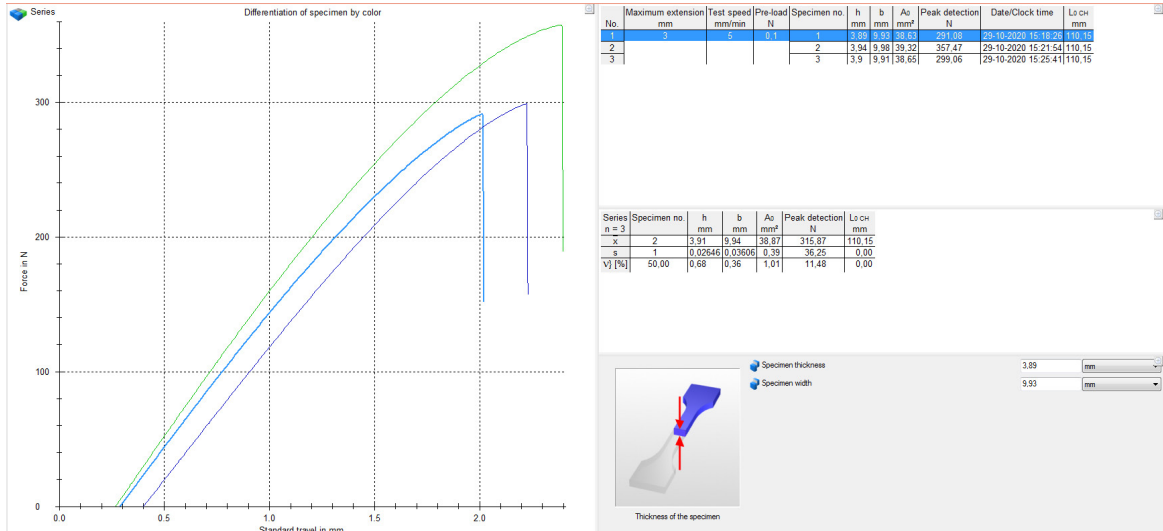 Series
Differentiation of specimen by color
300
200
100
0
Force in N
0.0 0.5 1.0 1.5 2.0
Standard travel in mm
Maximum extension Test speed Pre-load Specimen no. h b A0 Peak detection Date/Clock time L0 CH
No. mm mm/min N mm mm mm² N mm
1 3 5 0,1 1 3,89 9,93 38,63 291,08 29-10-2020 15:18:26 110,15
2 2 3,94 9,98 39,32 357,47 29-10-2020 15:21:54 110,15
3 3 3,9 9,91 38,65 299,06 29-10-2020 15:25:41 110,15
Series Specimen no. h b A0 Peak detection L0 CH
n = 3 mm mm mm² N mm
x 2 3,91 9,94 38,87 315,87 110,15
s 1 0,02646 0,03606 0,39 36,25 0,00
ν} [%] 50,00 0,68 0,36 1,01 11,48 0,00
Specimen thickness 3,89 mm
Specimen width 9,93 mm
Thickness of the specimen